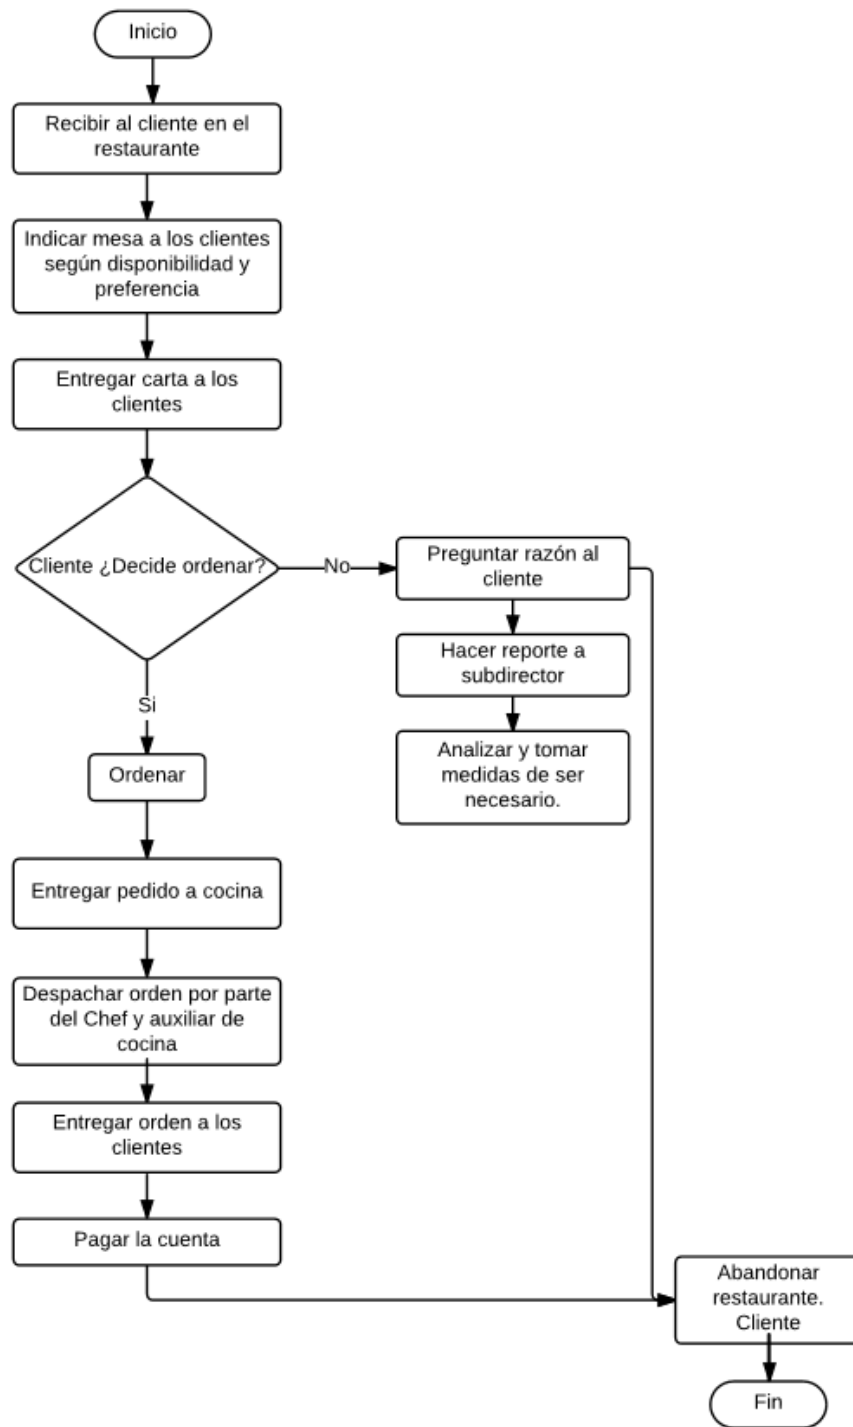 Inicio
Recibir al cliente en el
restaurante
Indicar mesa a los clientes
según disponibilidad y
preferencia
Entregar carta a los
clientes
Cliente ¿Decide ordenar?
No
Preguntar razón al
cliente
Hacer reporte a
subdirector
Analizar y tomar
medidas de ser
necesario.
Si
Ordenar
Entregar pedido a cocina
Despachar orden por parte
del Chef y auxiliar de
cocina
Entregar orden a los
clientes
Pagar la cuenta
Abandonar
restaurante.
Cliente
Fin